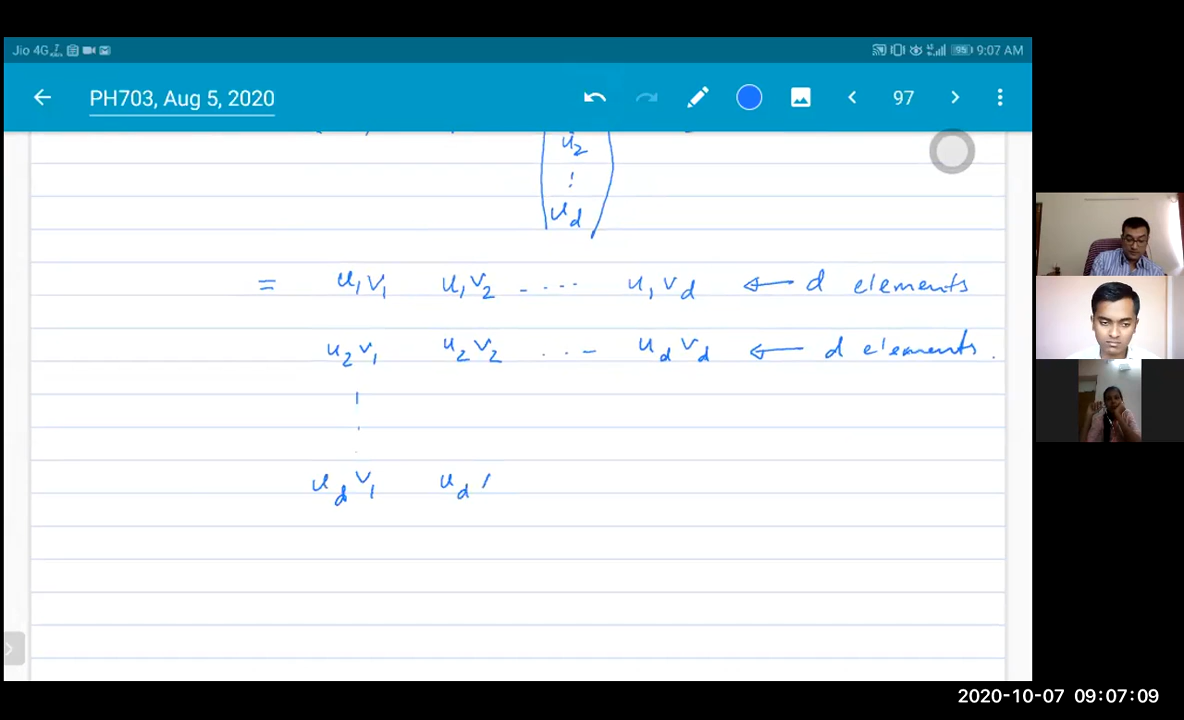 Jio 4G 95 9:07 AM
PH703, Aug 5, 2020 97
u2
⋮
ud
= u1v1 u1v2 ---- u1vd ← d elements
u2v1 u2v2 ...- udvd ← d elements.
udv1 ud
2020-10-07 09:07:09